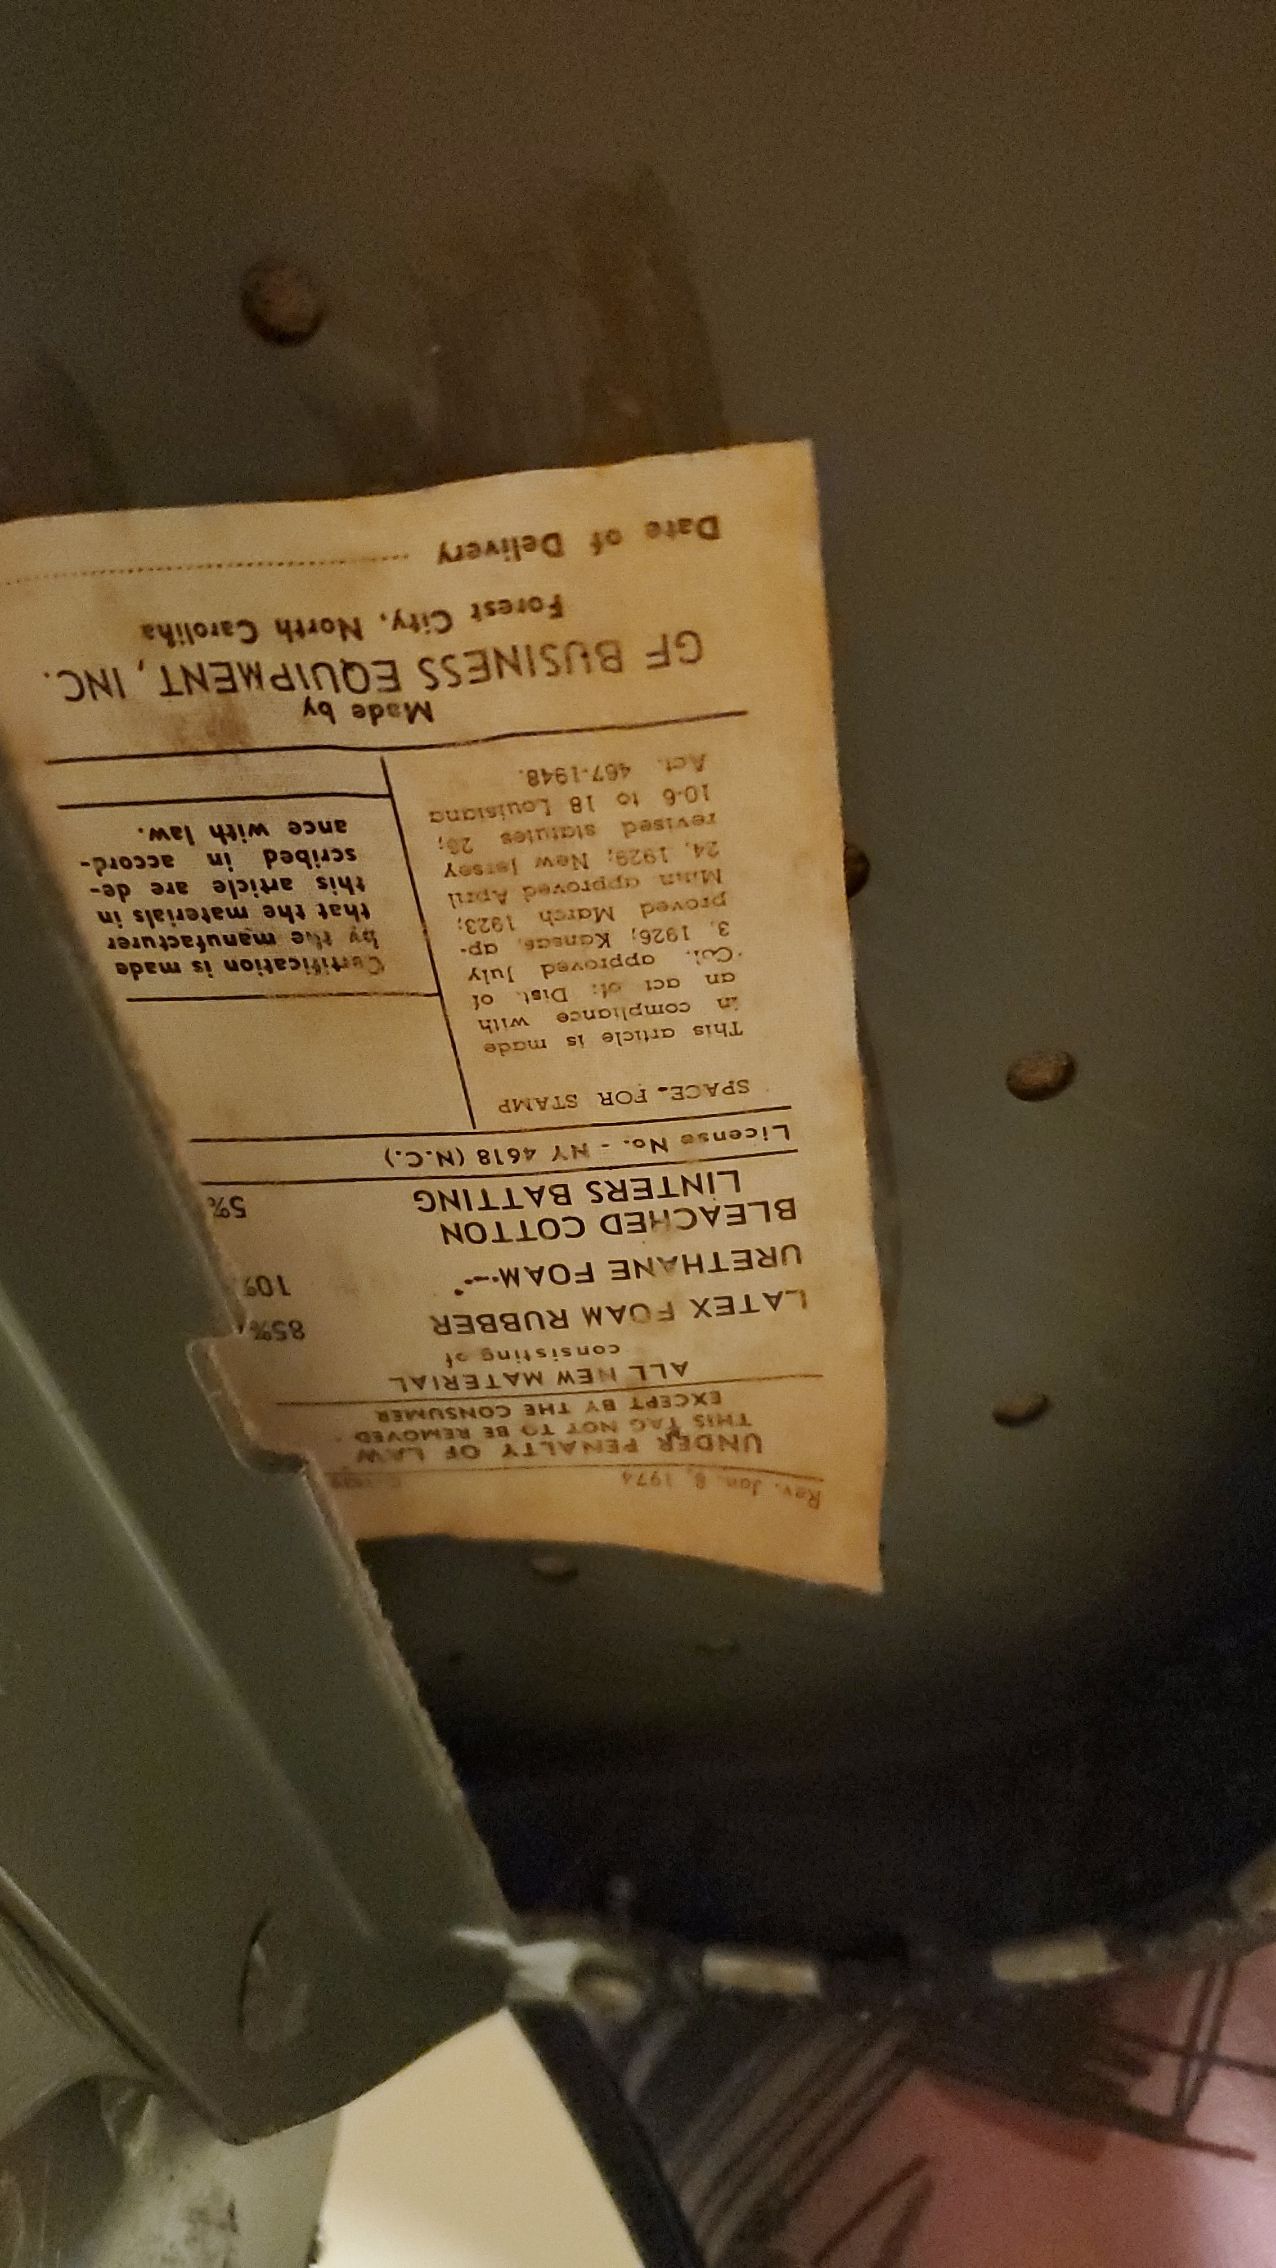 Rev. Jan. 8, 1974
UNDER PENALTY OF LAW
THIS TAG NOT TO BE REMOVED
EXCEPT BY THE CONSUMER
ALL NEW MATERIAL
consisting of
LATEX FOAM RUBBER 85%
URETHANE FOAM 10%
BLEACHED COTTON
LINTERS BATTING 5%
License No. - NY 4618 (N.C.)
SPACE FOR STAMP
This article is made
in compliance with
an act of: Dist. of
Col. approved July
3, 1926; Kansas, ap-
proved March 1923;
Minn. approved April
24, 1929; New Jersey
revised statutes 26;
10-6 to 18 Louisiana
Act. 467-1948.
Certification is made
by the manufacturer
that the materials in
this article are de-
scribed in accord-
ance with law.
Made by
GF BUSINESS EQUIPMENT, INC.
Forest City, North Carolina
Date of Delivery